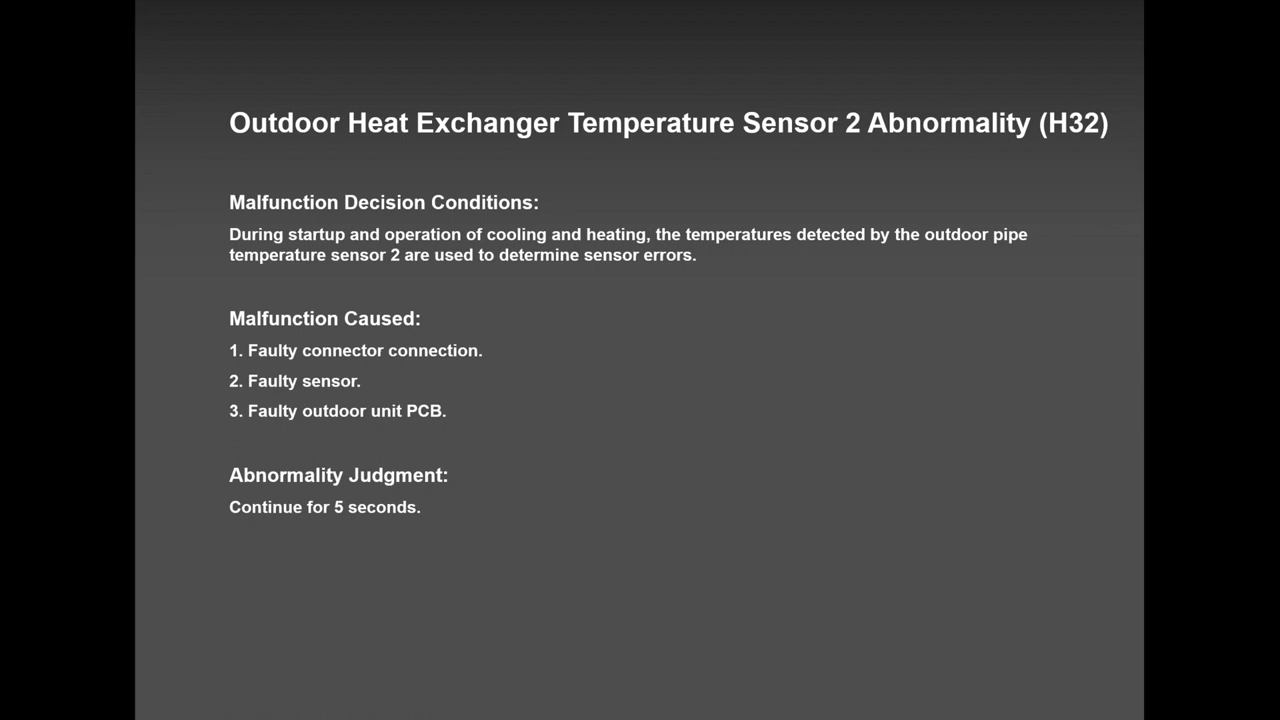 Outdoor Heat Exchanger Temperature Sensor 2 Abnormality (H32)
Malfunction Decision Conditions:
During startup and operation of cooling and heating, the temperatures detected by the outdoor pipe
temperature sensor 2 are used to determine sensor errors.
Malfunction Caused:
1. Faulty connector connection.
2. Faulty sensor.
3. Faulty outdoor unit PCB.
Abnormality Judgment:
Continue for 5 seconds.